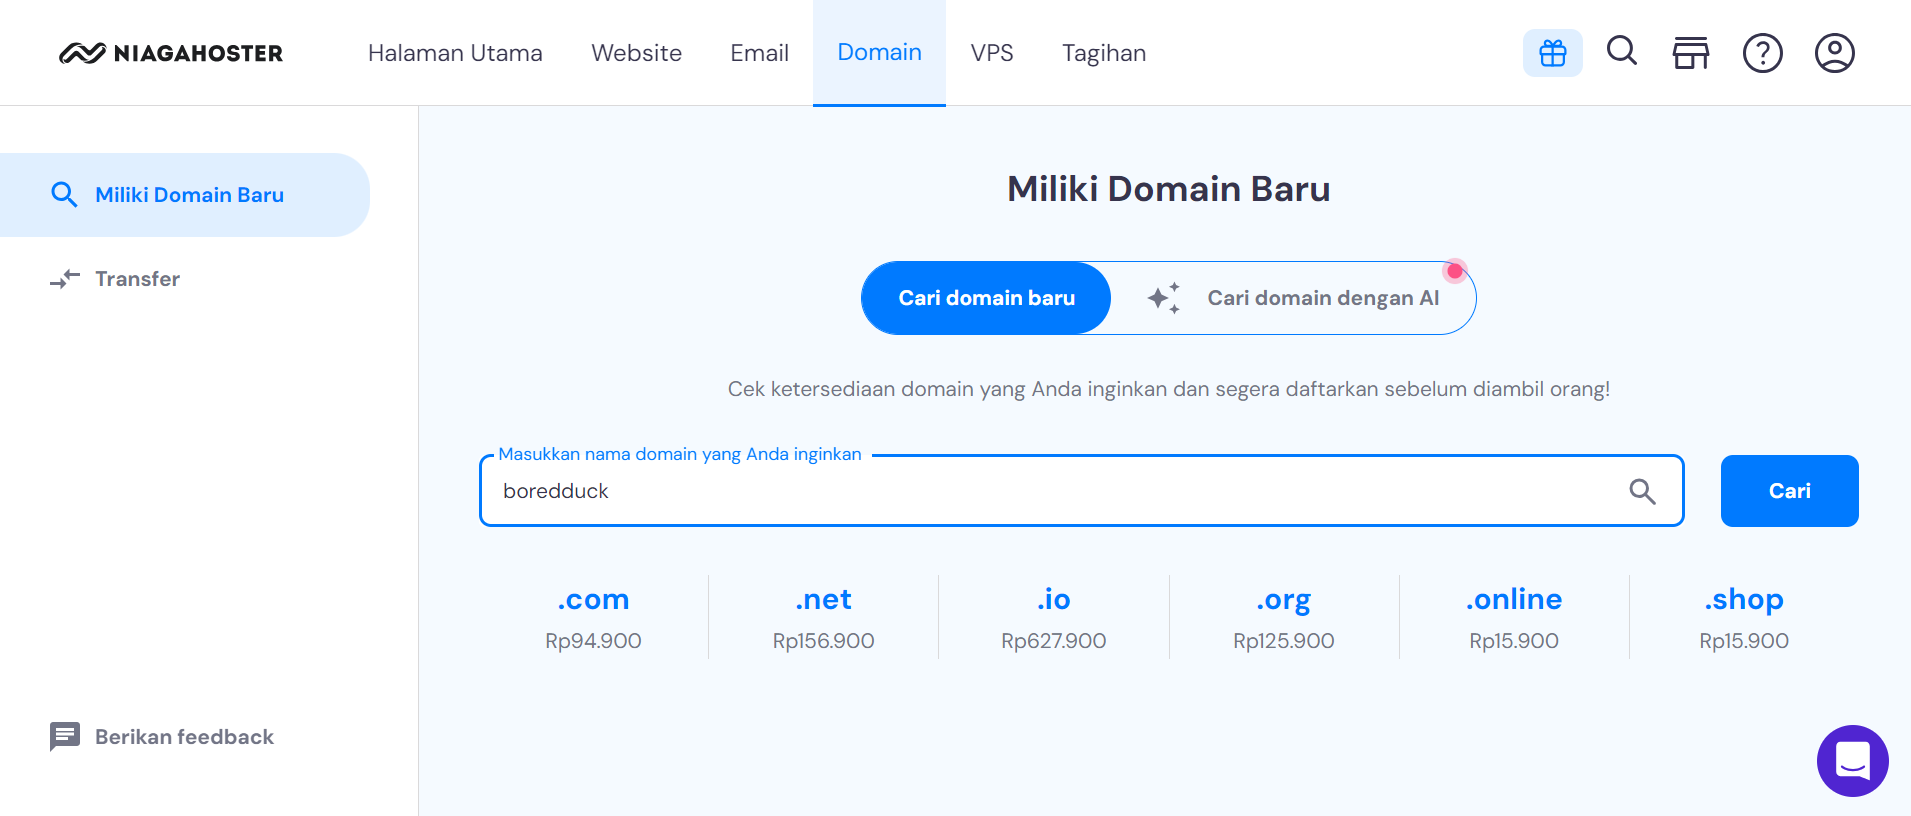 NIAGAHOSTER
Halaman Utama
Website
Email
Domain
VPS
Tagihan
Miliki Domain Baru
Transfer
Berikan feedback
Miliki Domain Baru
Cari domain baru
Cari domain dengan AI
Cek ketersediaan domain yang Anda inginkan dan segera daftarkan sebelum diambil orang!
Masukkan nama domain yang Anda inginkan
boredduck
Cari
.com
Rp94.900
.net
Rp156.900
.io
Rp627.900
.org
Rp125.900
.online
Rp15.900
.shop
Rp15.900